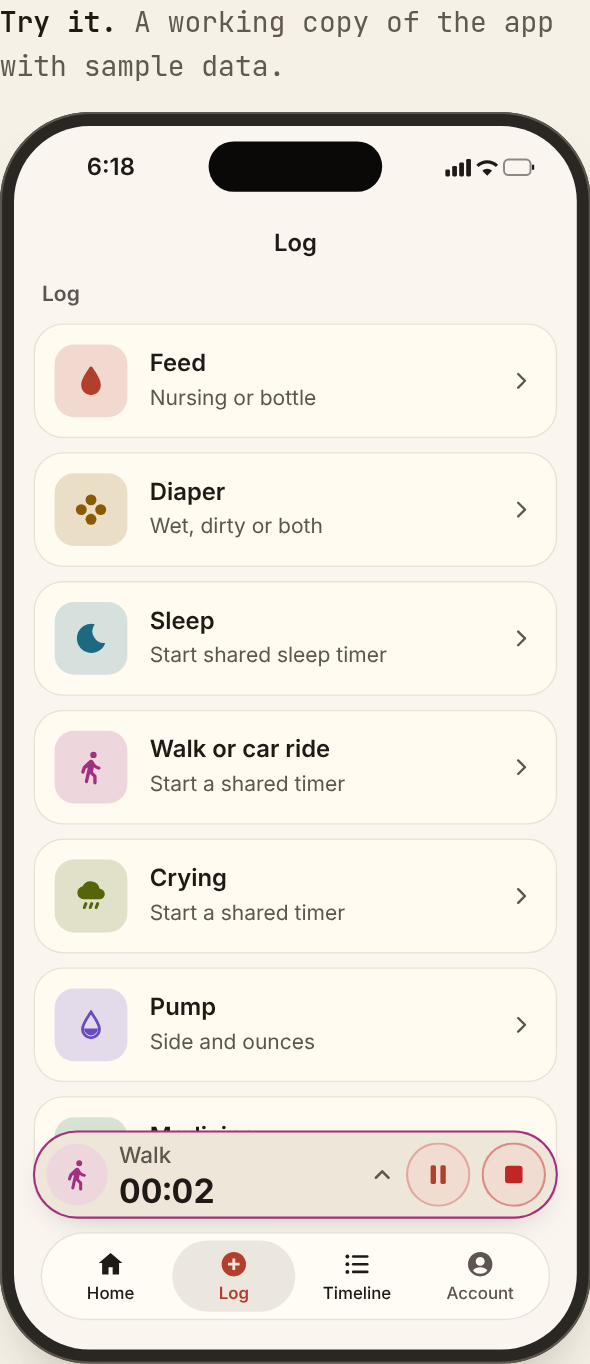 Try it. A working copy of the app
with sample data.
6:18
Log
Log
Feed
Nursing or bottle
Diaper
Wet, dirty or both
Sleep
Start shared sleep timer
Walk or car ride
Start a shared timer
Crying
Start a shared timer
Pump
Side and ounces
Walk
00:02
Home
Log
Timeline
Account